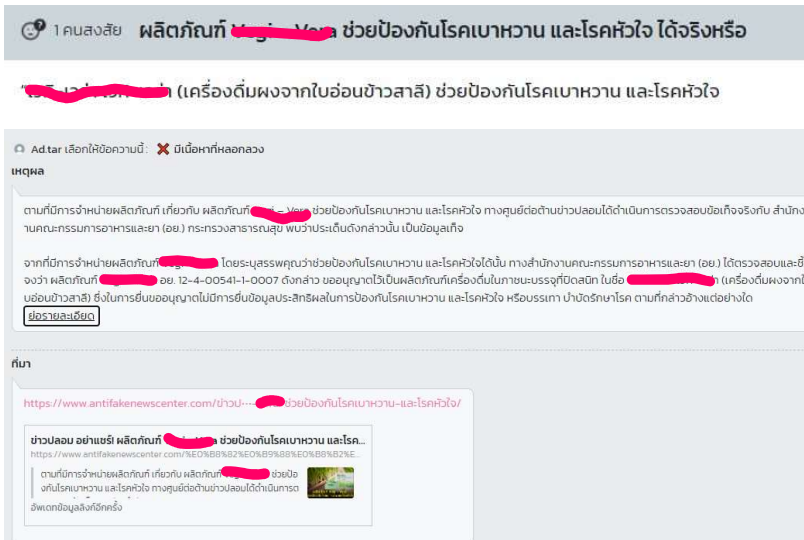 1 คนสงสัย ผลิตภัณฑ์ ช่วยป้องกันโรคเบาหวาน และโรคหัวใจ ได้จริงหรือ
(เครื่องดื่มผงจากใบอ่อนข้าวสาลี) ช่วยป้องกันโรคเบาหวาน และโรคหัวใจ
Ad.tar เลือกให้ข้อความนี้ : ❌ มีเนื้อหาที่หลอกลวง
เหตุผล
ตามที่มีการจำหน่ายผลิตภัณฑ์ เกี่ยวกับ ผลิตภัณฑ์ ช่วยป้องกันโรคเบาหวาน และโรคหัวใจ ทางศูนย์ต่อต้านข่าวปลอมได้ดำเนินการตรวจสอบข้อเท็จจริงกับ สำนักง
านคณะกรรมการอาหารและยา (อย.) กระทรวงสาธารณสุข พบว่าประเด็นดังกล่าวนั้น เป็นข้อมูลเท็จ
จากที่มีการจำหน่ายผลิตภัณฑ์ โดยระบุสรรพคุณว่าช่วยป้องกันโรคเบาหวาน และโรคหัวใจได้นั้น ทางสำนักงานคณะกรรมการอาหารและยา (อย.) ได้ตรวจสอบและชี้
จงว่า ผลิตภัณฑ์ อย. 12-4-00541-1-0007 ดังกล่าว ขออนุญาตไว้เป็นผลิตภัณฑ์เครื่องดื่มในภาชนะบรรจุที่ปิดสนิท ในชื่อ (เครื่องดื่มผงจากใ
บอ่อนข้าวสาลี) ซึ่งในการยื่นขออนุญาตไม่มีการยื่นข้อมูลประสิทธิผลในการป้องกันโรคเบาหวาน และโรคหัวใจ หรือบรรเทา บำบัดรักษาโรค ตามที่กล่าวอ้างแต่อย่างใด
ย่อรายละเอียด
ที่มา
https://www.antifakenewscenter.com/ข่าวป ช่วยป้องกันโรคเบาหวาน-และโรคหัวใจ/
ข่าวปลอม อย่าแชร์! ผลิตภัณฑ์ ช่วยป้องกันโรคเบาหวาน และโรค...
https://www.antifakenewscenter.com/%E0%B8%82%E0%B9%88%E0%B8%B2%E...
ตามที่มีการจำหน่ายผลิตภัณฑ์ เกี่ยวกับ ผลิตภัณฑ์ ช่วยป้อ
งกันโรคเบาหวาน และโรคหัวใจ ทางศูนย์ต่อต้านข่าวปลอมได้ดำเนินการต
อัพเดทข้อมูลลิงก์อีกครั้ง